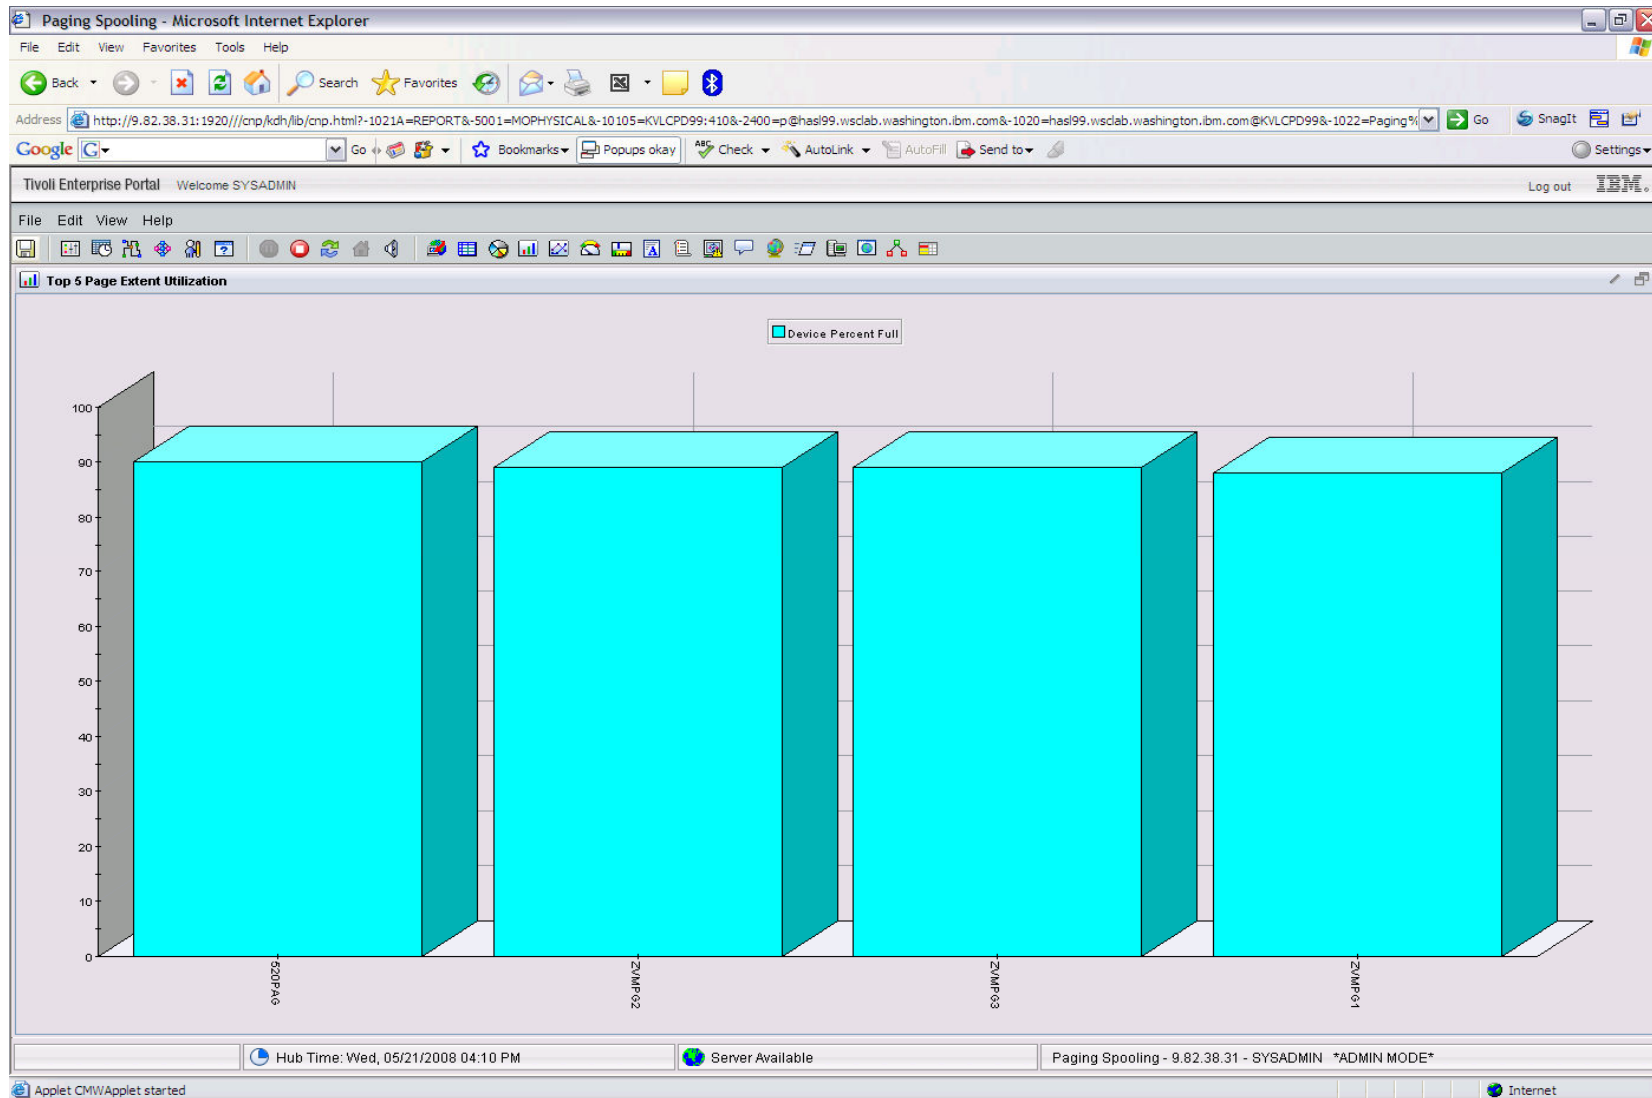 Paging Spooling - Microsoft Internet Explorer
File Edit View Favorites Tools Help
Back Search Favorites
Address http://9.82.38.31:1920///cnp/kdh/lib/cnp.html?-1021A=REPORT&-5001=MOPHYSICAL&-10105=KVLCPD99:410&-2400=p@hasl99.wsclab.washington.ibm.com&-1020=hasl99.wsclab.washington.ibm.com@KVLCPD99&-1022=Paging% Go SnagIt
Google G Go Bookmarks Popups okay ABC Check AutoLink AutoFill Send to Settings
Tivoli Enterprise Portal Welcome SYSADMIN Log out IBM.
File Edit View Help
Top 5 Page Extent Utilization
Device Percent Full
100
90
80
70
60
50
40
30
20
10
0
520PAG ZVMPG2 ZVMPG3 ZVMPG1
Hub Time: Wed, 05/21/2008 04:10 PM Server Available Paging Spooling - 9.82.38.31 - SYSADMIN *ADMIN MODE*
Applet CMWApplet started Internet